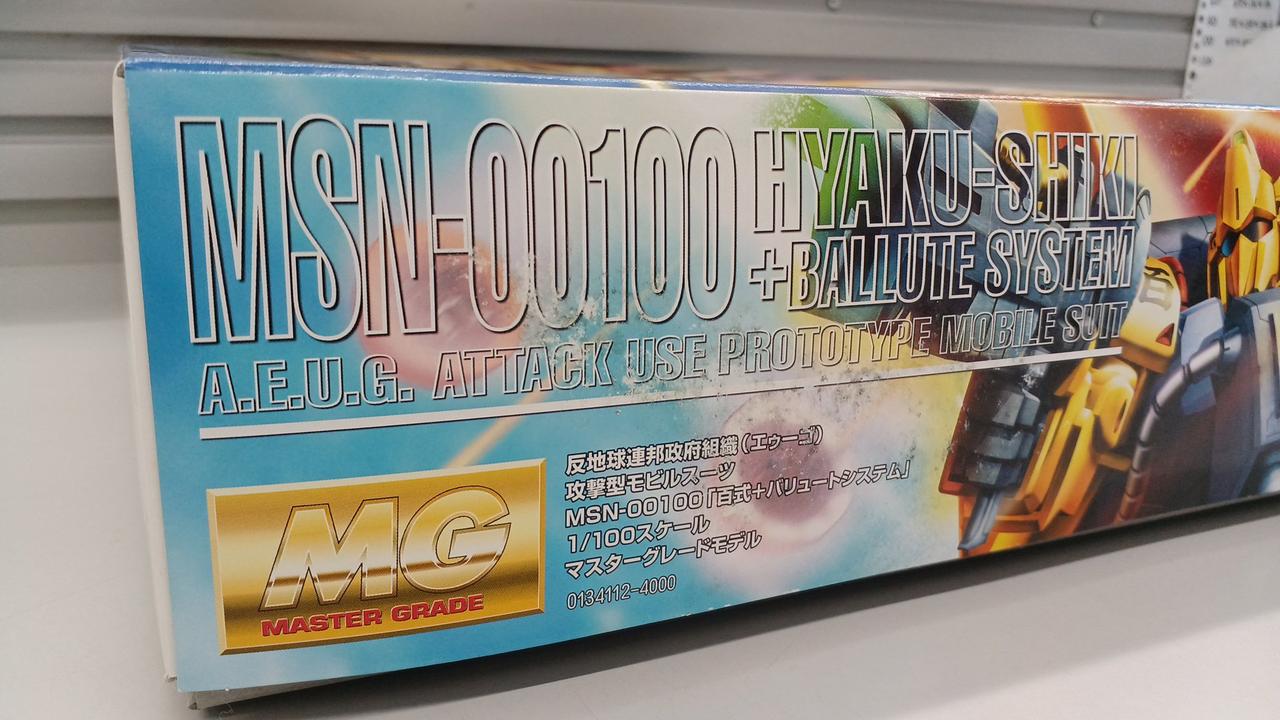 MSN-00100 HYAKU-SHIKI
+BALLUTE SYSTEM
A.E.U.G. ATTACK USE PROTOTYPE MOBILE SUIT
反地球連邦政府組織(エゥーゴ)
攻撃型モビルスーツ
MSN-00100「百式+バリュートシステム」
1/100スケール
マスターグレードモデル
0134112-4000
MG
MASTER GRADE
百